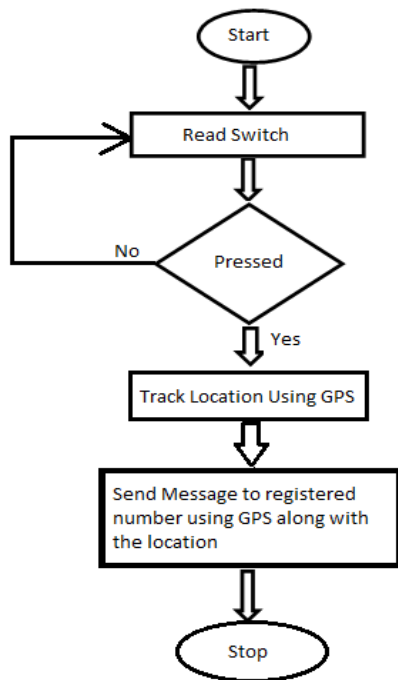 Start
Read Switch
Pressed
No
Yes
Track Location Using GPS
Send Message to registered
number using GPS along with
the location
Stop